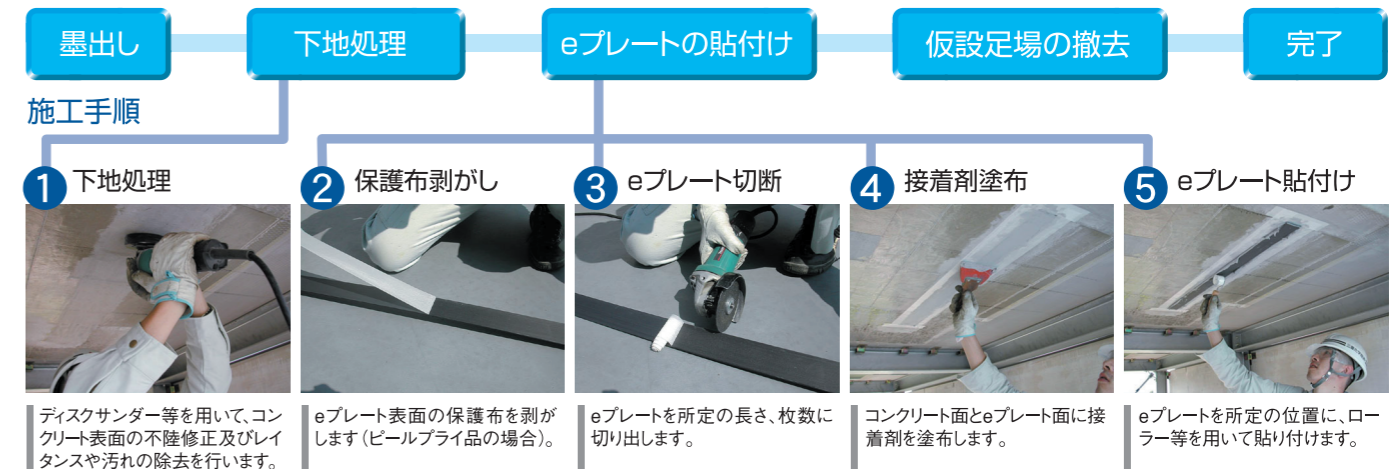 墨出し
下地処理
eプレートの貼付け
仮設足場の撤去
完了
施工手順
1 下地処理
ディスクサンダー等を用いて、コン
クリート表面の不陸修正及びレイ
タンスや汚れの除去を行います。
2 保護布剥がし
eプレート表面の保護布を剥が
します（ピールプライ品の場合）。
3 eプレート切断
eプレートを所定の長さ、枚数に
切り出します。
4 接着剤塗布
コンクリート面とeプレート面に接
着剤を塗布します。
5 eプレート貼付け
eプレートを所定の位置に、ロー
ラー等を用いて貼り付けます。